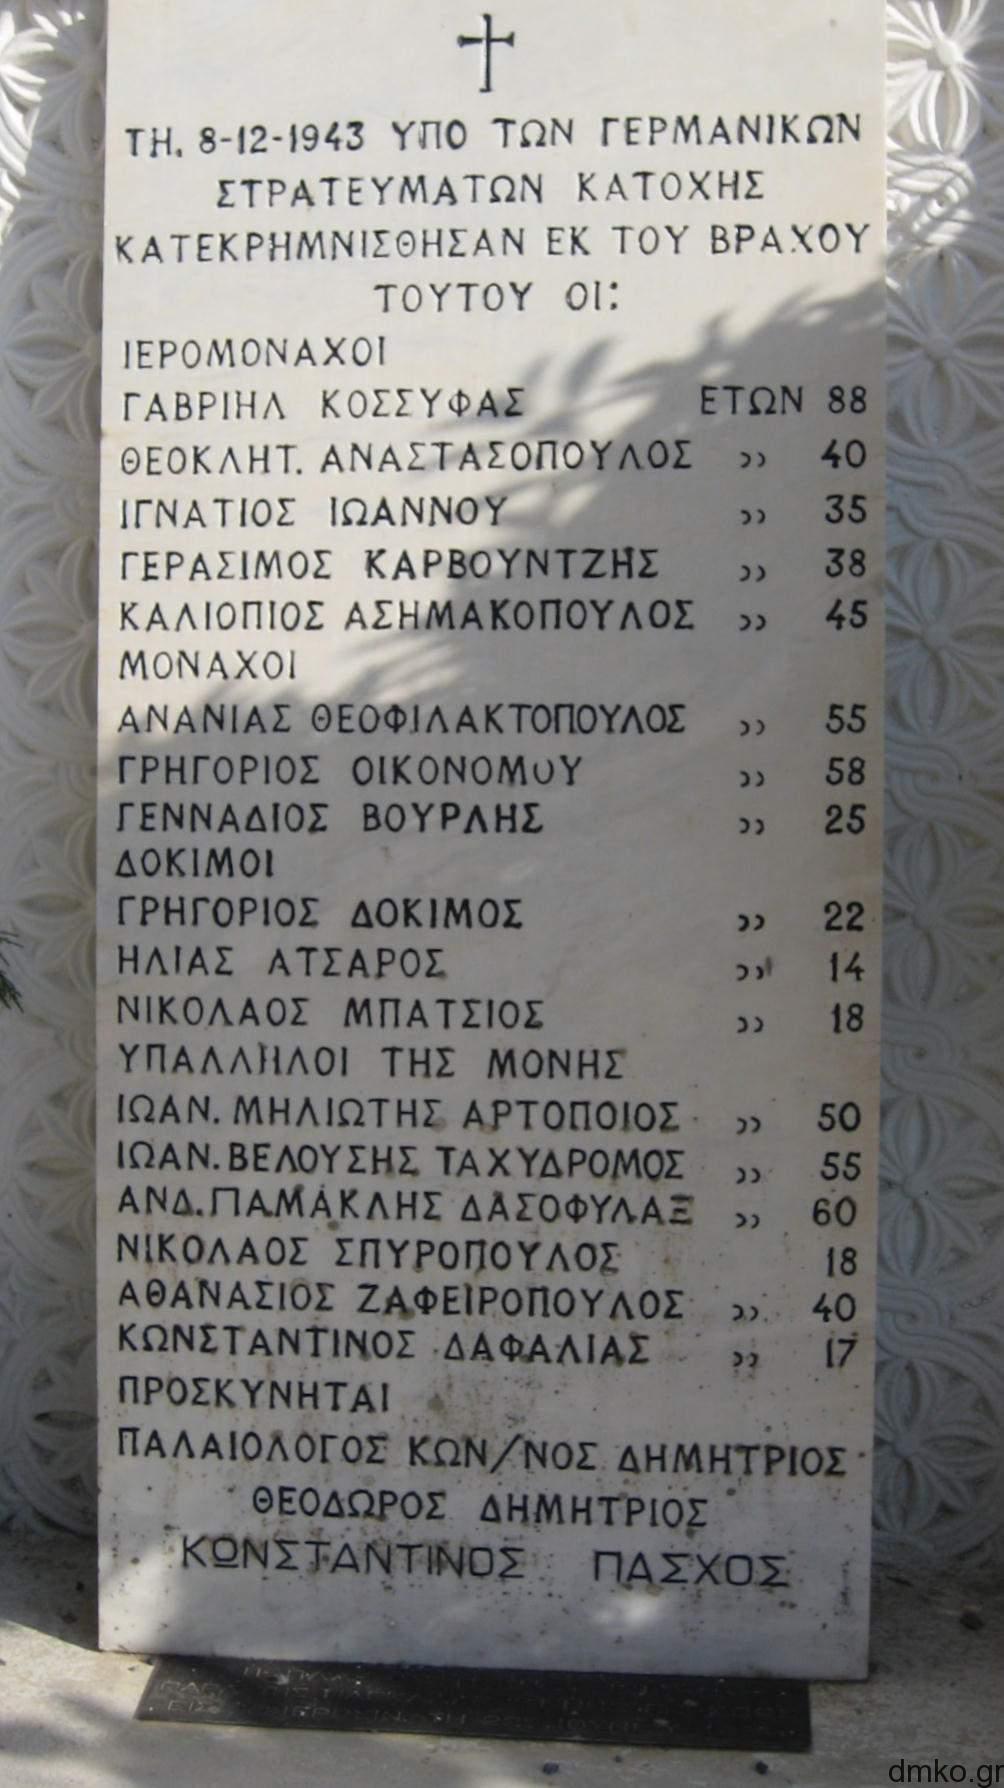 ΤΗ. 8-12-1943 ΥΠΟ ΤΩΝ ΓΕΡΜΑΝΙΚΩΝ
ΣΤΡΑΤΕΥΜΑΤΩΝ ΚΑΤΟΧΗΣ
ΚΑΤΕΚΡΗΜΝΙΣΘΗΣΑΝ ΕΚ ΤΟΥ ΒΡΑΧΟΥ
ΤΟΥΤΟΥ ΟΙ:
ΙΕΡΟΜΟΝΑΧΟΙ
ΓΑΒΡΙΗΛ ΚΟΣΣΥΦΑΣ ΕΤΩΝ 88
ΘΕΟΚΛΗΤ. ΑΝΑΣΤΑΣΟΠΟΥΛΟΣ ,, 40
ΙΓΝΑΤΙΟΣ ΙΩΑΝΝΟΥ ,, 35
ΓΕΡΑΣΙΜΟΣ ΚΑΡΒΟΥΝΤΖΗΣ ,, 38
ΚΑΛΙΟΠΙΟΣ ΑΣΗΜΑΚΟΠΟΥΛΟΣ ,, 45
ΜΟΝΑΧΟΙ
ΑΝΑΝΙΑΣ ΘΕΟΦΙΛΑΚΤΟΠΟΥΛΟΣ ,, 55
ΓΡΗΓΟΡΙΟΣ ΟΙΚΟΝΟΜΟΥ ,, 58
ΓΕΝΝΑΔΙΟΣ ΒΟΥΡΛΗΣ ,, 25
ΔΟΚΙΜΟΙ
ΓΡΗΓΟΡΙΟΣ ΔΟΚΙΜΟΣ ,, 22
ΗΛΙΑΣ ΑΤΣΑΡΟΣ ,, 14
ΝΙΚΟΛΑΟΣ ΜΠΑΤΣΙΟΣ ,, 18
ΥΠΑΛΛΗΛΟΙ ΤΗΣ ΜΟΝΗΣ
ΙΩΑΝ. ΜΗΛΙΩΤΗΣ ΑΡΤΟΠΟΙΟΣ ,, 50
ΙΩΑΝ. ΒΕΛΟΥΣΗΣ ΤΑΧΥΔΡΟΜΟΣ ,, 55
ΑΝΔ. ΠΑΜΑΚΛΗΣ ΔΑΣΟΦΥΛΑΞ ,, 60
ΝΙΚΟΛΑΟΣ ΣΠΥΡΟΠΟΥΛΟΣ 18
ΑΘΑΝΑΣΙΟΣ ΖΑΦΕΙΡΟΠΟΥΛΟΣ ,, 40
ΚΩΝΣΤΑΝΤΙΝΟΣ ΔΑΦΑΛΙΑΣ ,, 17
ΠΡΟΣΚΥΝΗΤΑΙ
ΠΑΛΑΙΟΛΟΓΟΣ ΚΩΝ/ΝΟΣ ΔΗΜΗΤΡΙΟΣ
ΘΕΟΔΩΡΟΣ ΔΗΜΗΤΡΙΟΣ
ΚΩΝΣΤΑΝΤΙΝΟΣ ΠΑΣΧΟΣ
dmko.gr